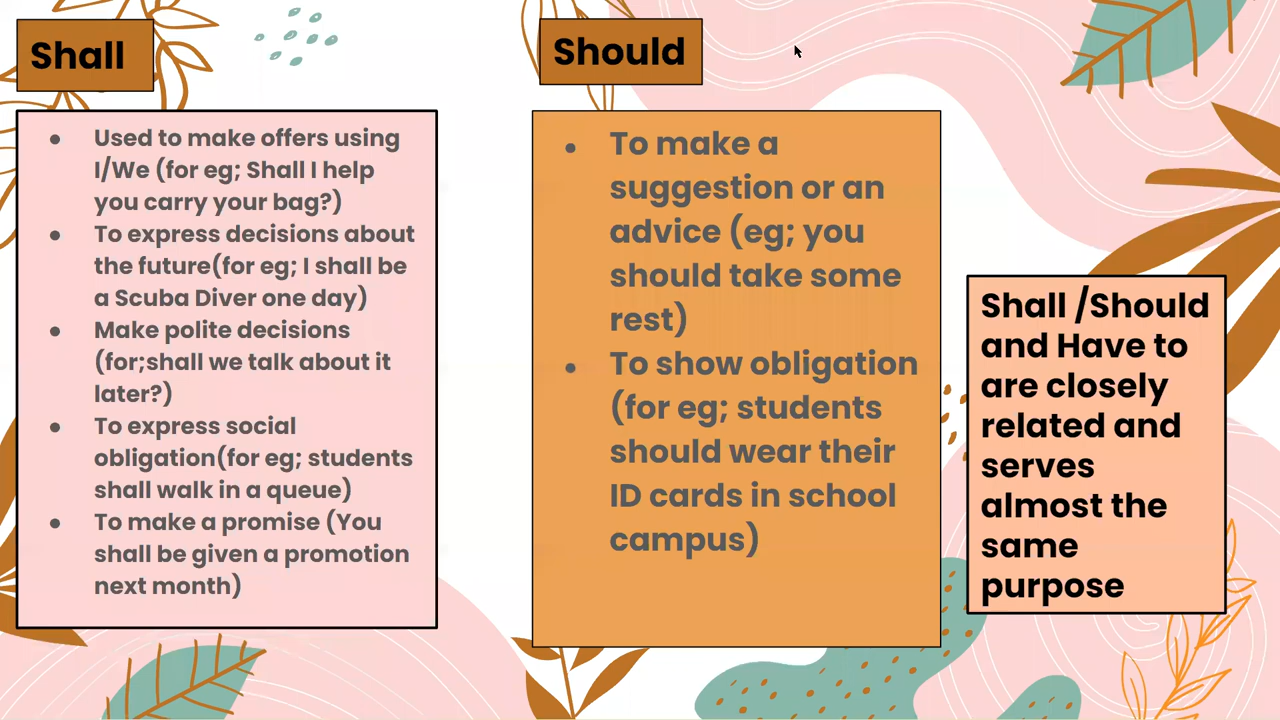 Shall
● Used to make offers using
I/We (for eg; Shall I help
you carry your bag?)
● To express decisions about
the future(for eg; I shall be
a Scuba Diver one day)
● Make polite decisions
(for;shall we talk about it
later?)
● To express social
obligation(for eg; students
shall walk in a queue)
● To make a promise (You
shall be given a promotion
next month)
Should
● To make a
suggestion or an
advice (eg; you
should take some
rest)
● To show obligation
(for eg; students
should wear their
ID cards in school
campus)
Shall /Should
and Have to
are closely
related and
serves
almost the
same
purpose